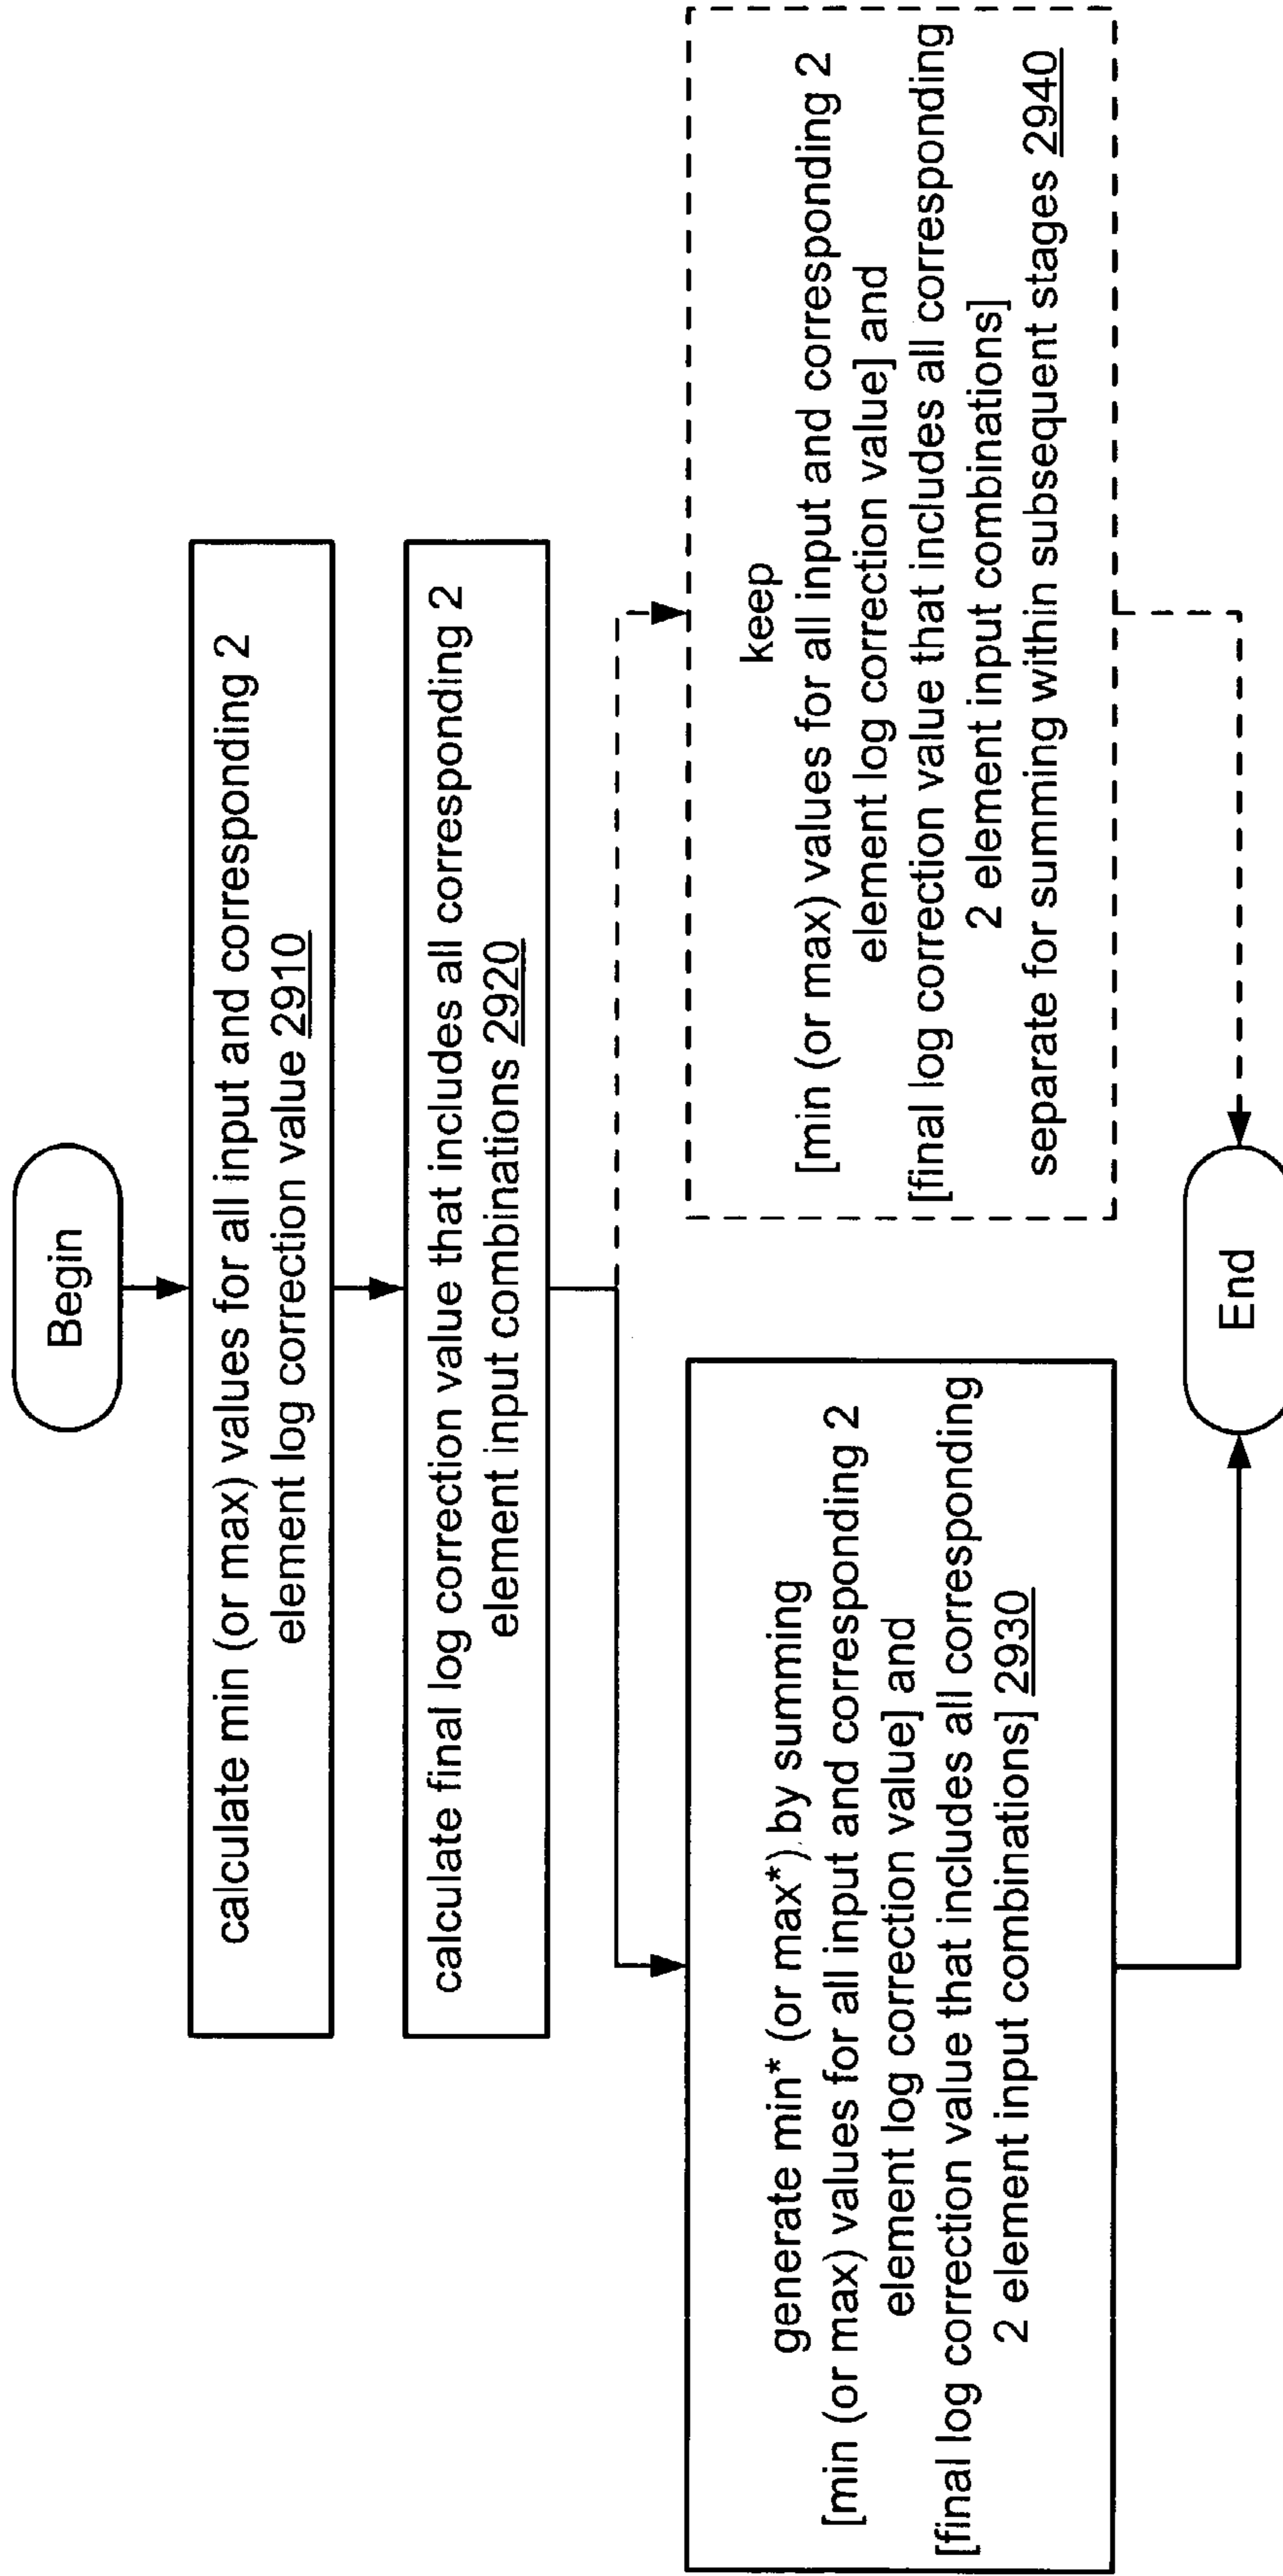 Begin
calculate min (or max) values for all input and corresponding 2
element log correction value 2910
calculate final log correction value that includes all corresponding 2
element input combinations 2920
generate min* (or max*) by summing
[min (or max) values for all input and corresponding 2
element log correction value] and
[final log correction value that includes all corresponding
2 element input combinations] 2930
keep
[min (or max) values for all input and corresponding 2
element log correction value] and
[final log correction value that includes all corresponding
2 element input combinations]
separate for summing within subsequent stages 2940
End